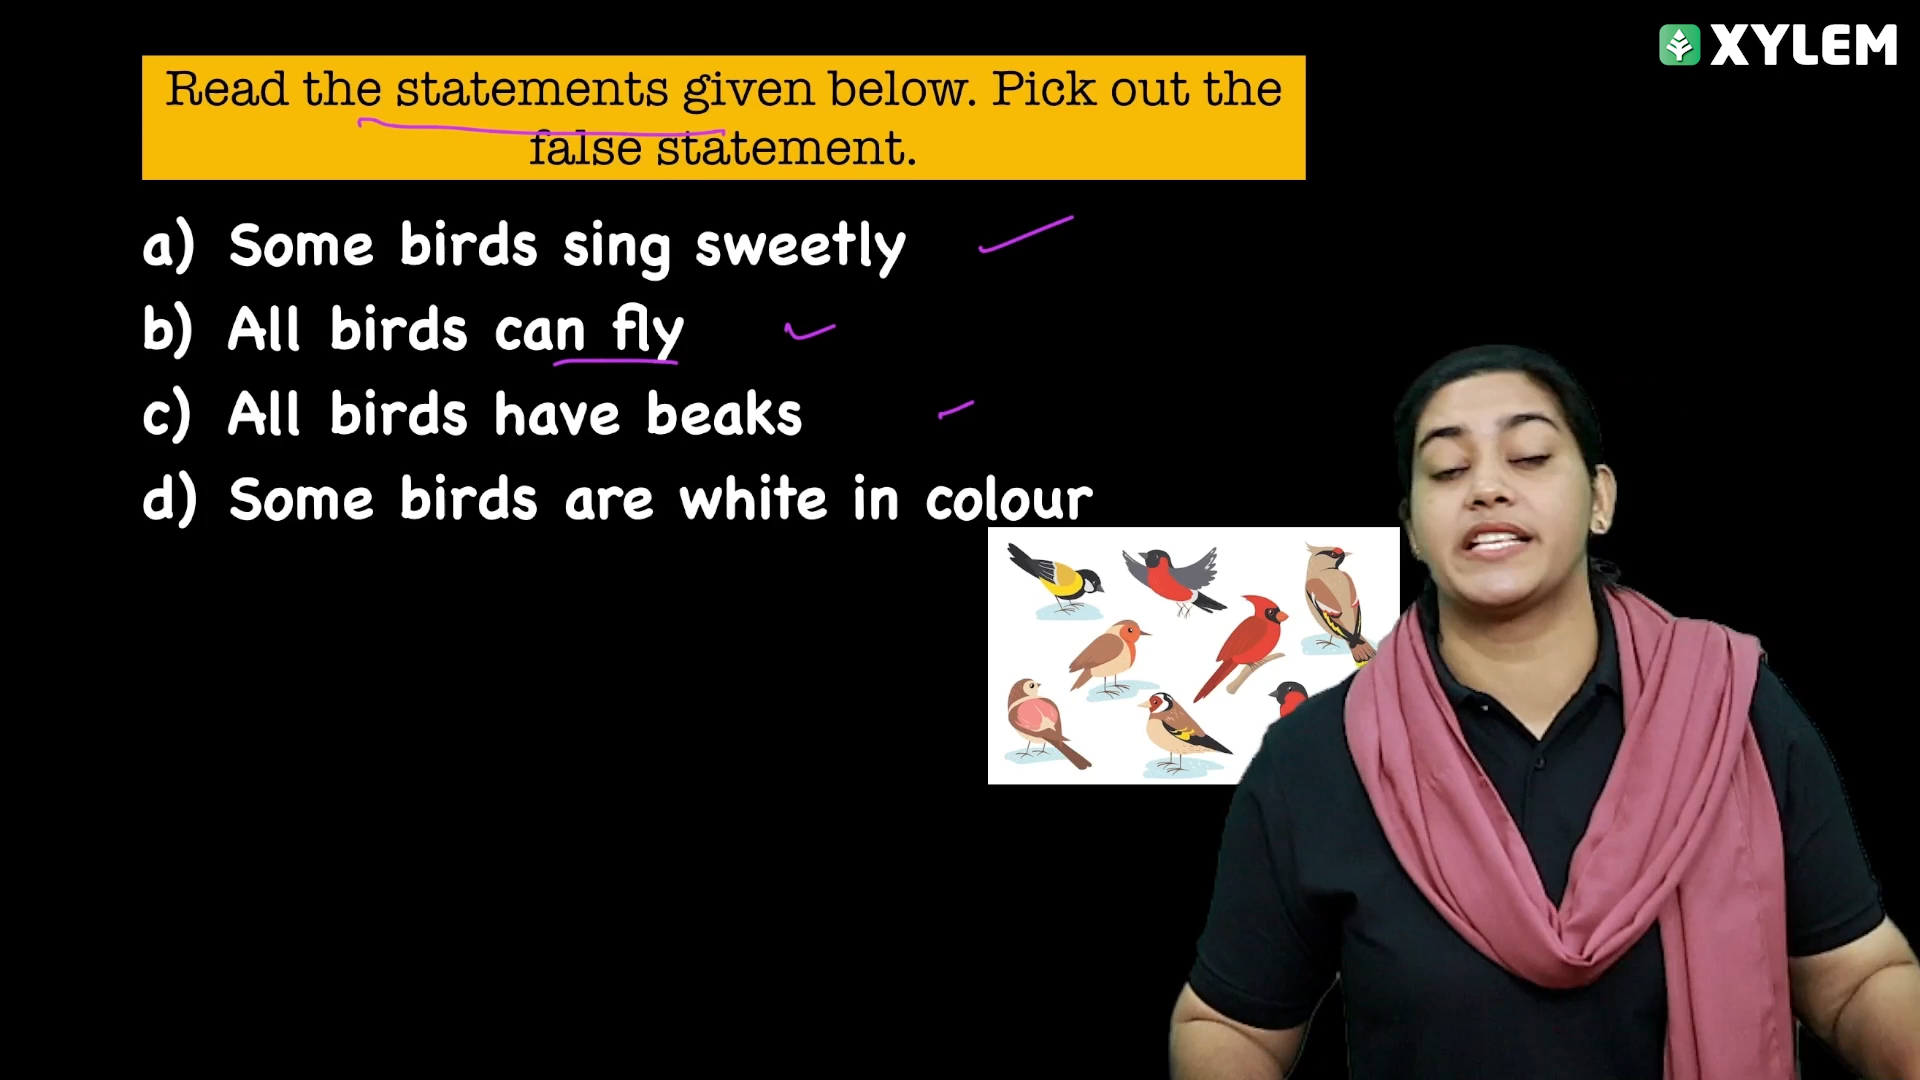 XYLEM
Read the statements given below. Pick out the
false statement.
a) Some birds sing sweetly
b) All birds can fly
c) All birds have beaks
d) Some birds are white in colour